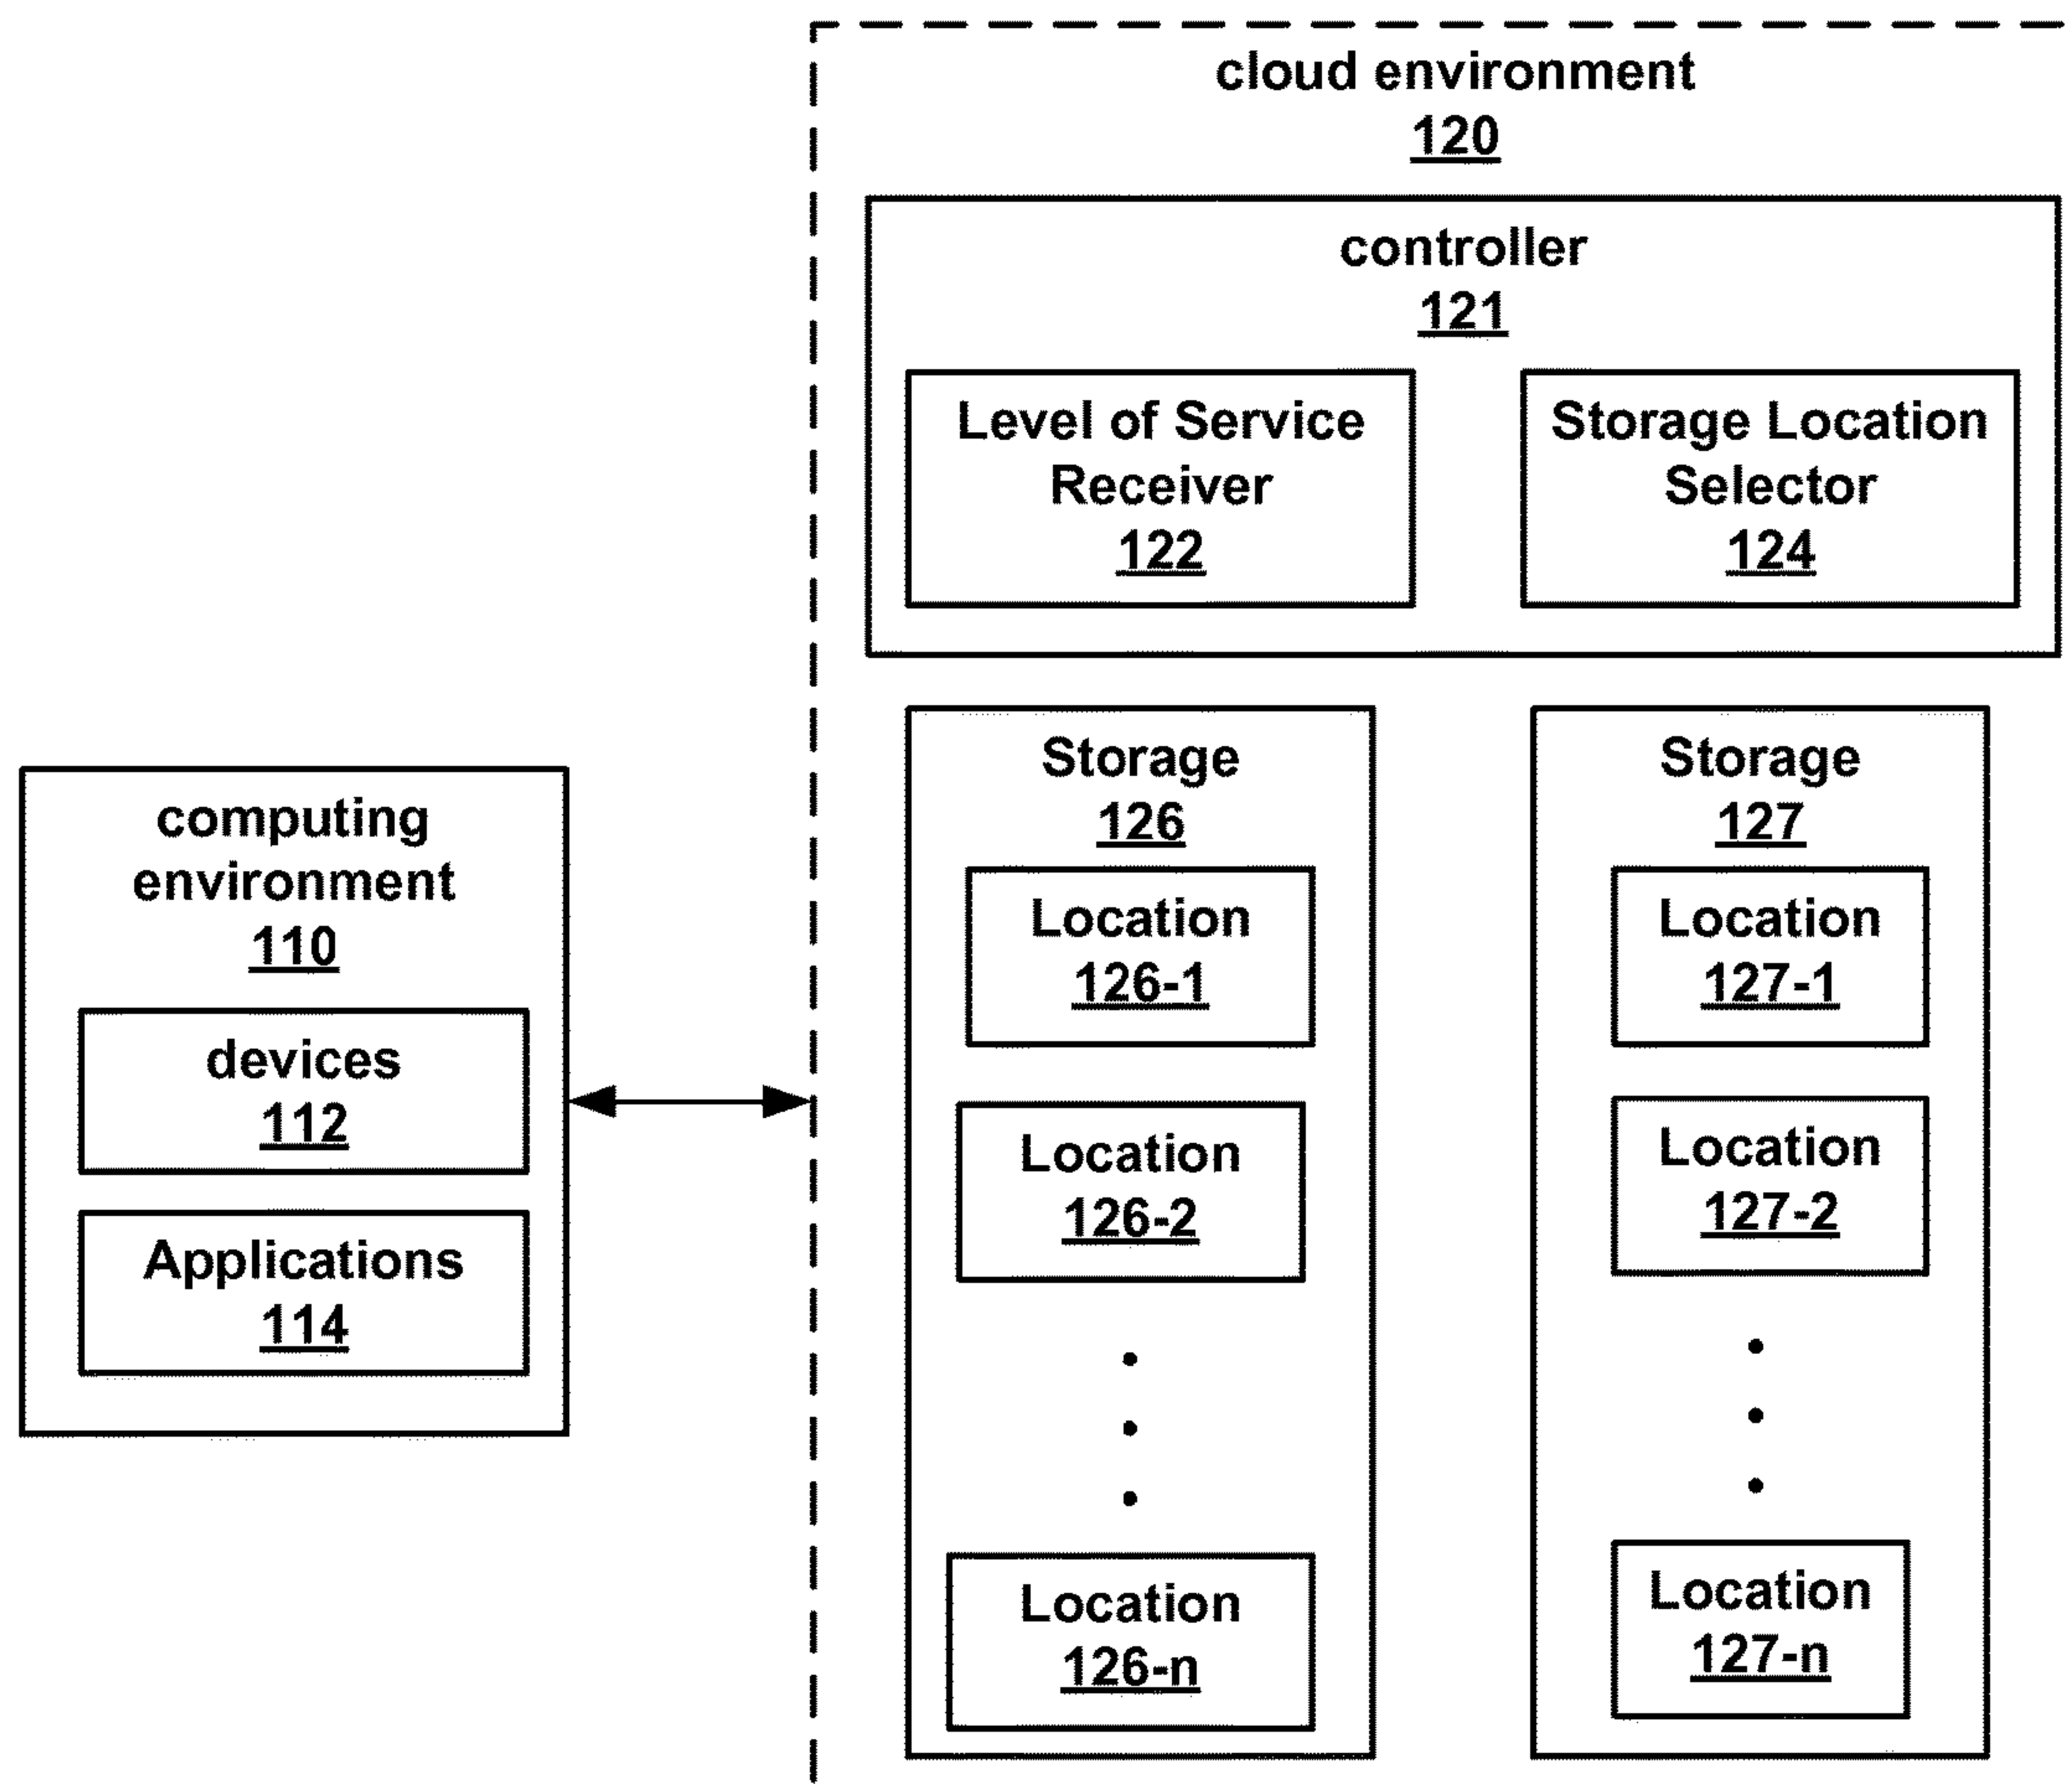 cloud environment
120
controller
121
Level of Service
Receiver
122
Storage Location
Selector
124
computing
environment
110
devices
112
Applications
114
Storage
126
Location
126-1
Location
126-2
Location
126-n
Storage
127
Location
127-1
Location
127-2
Location
127-n